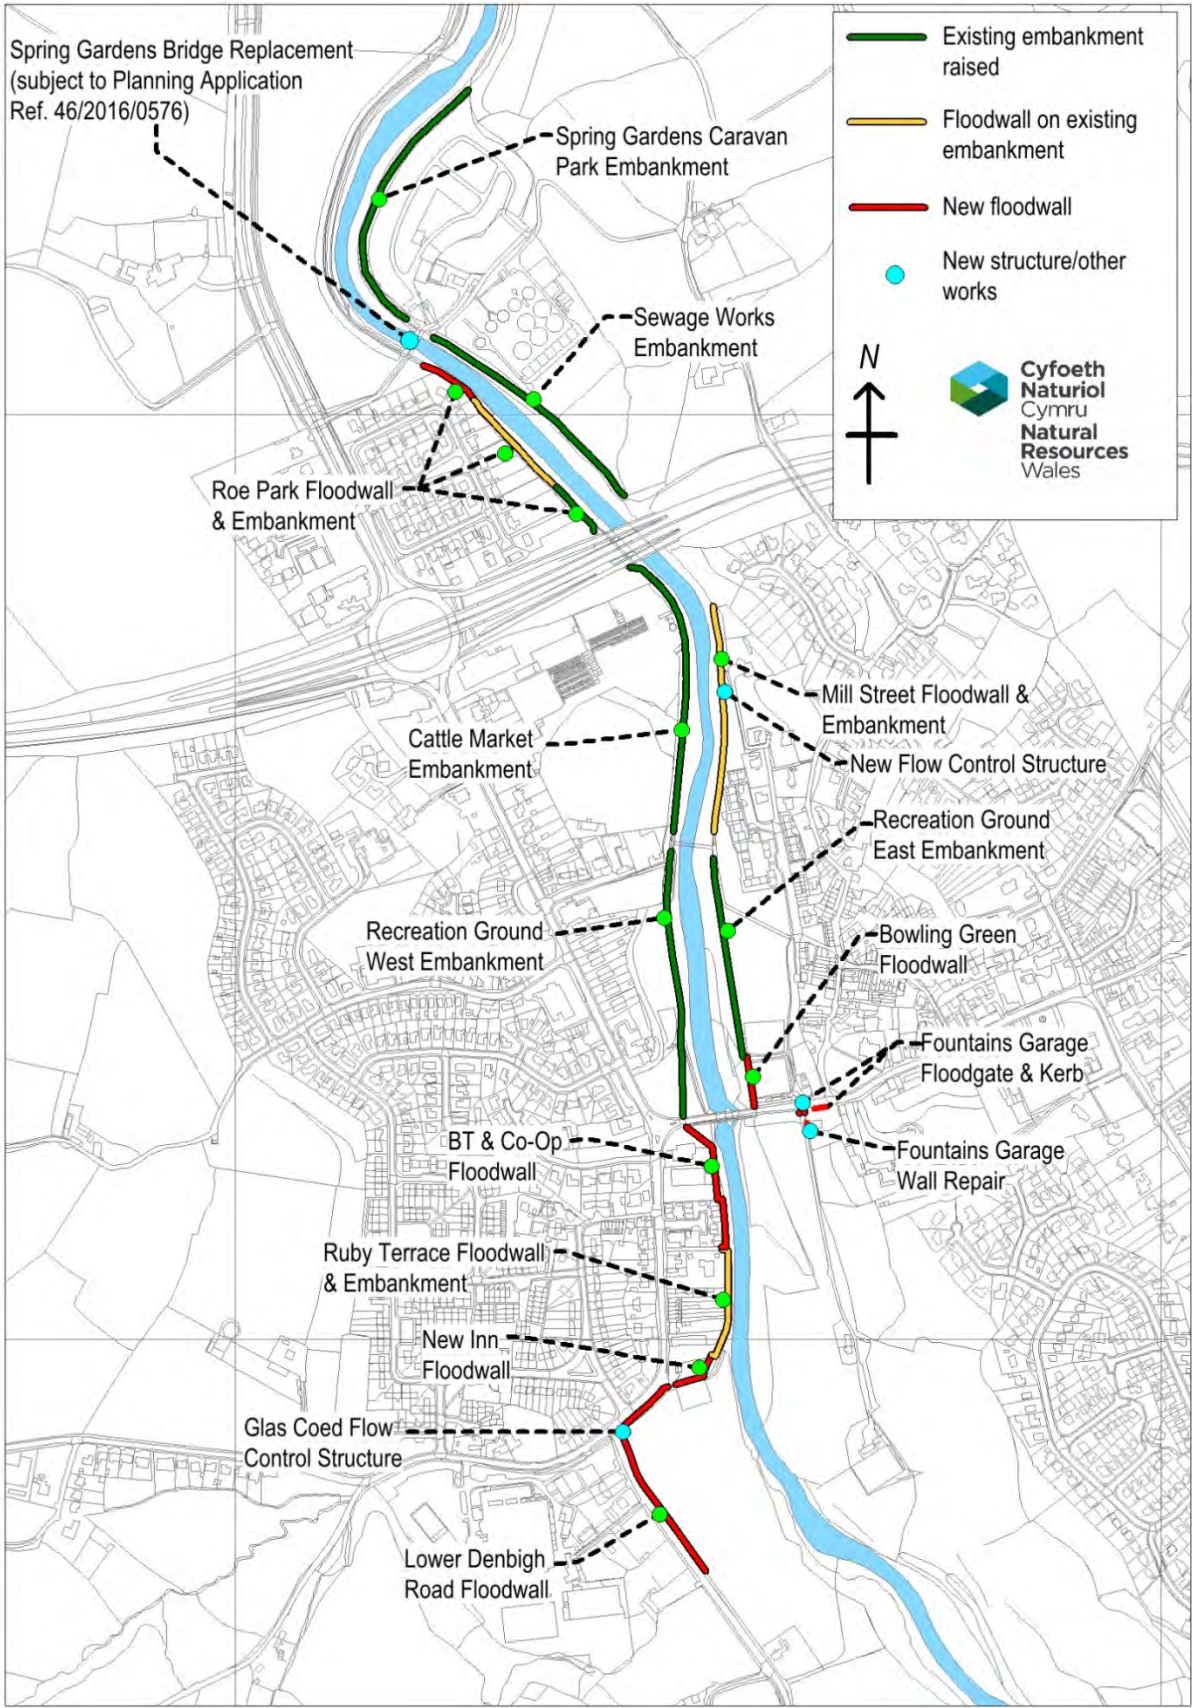 Spring Gardens Bridge Replacement
(subject to Planning Application
Ref. 46/2016/0576)
Existing embankment
raised
Floodwall on existing
embankment
New floodwall
New structure/other
works
N
Cyfoeth
Naturiol
Cymru
Natural
Resources
Wales
Spring Gardens Caravan
Park Embankment
Sewage Works
Embankment
Roe Park Floodwall
& Embankment
Mill Street Floodwall &
Embankment
Cattle Market
Embankment
New Flow Control Structure
Recreation Ground
East Embankment
Recreation Ground
West Embankment
Bowling Green
Floodwall
Fountains Garage
Floodgate & Kerb
BT & Co-Op
Floodwall
Fountains Garage
Wall Repair
Ruby Terrace Floodwall
& Embankment
New Inn
Floodwall
Glas Coed Flow
Control Structure
Lower Denbigh
Road Floodwall